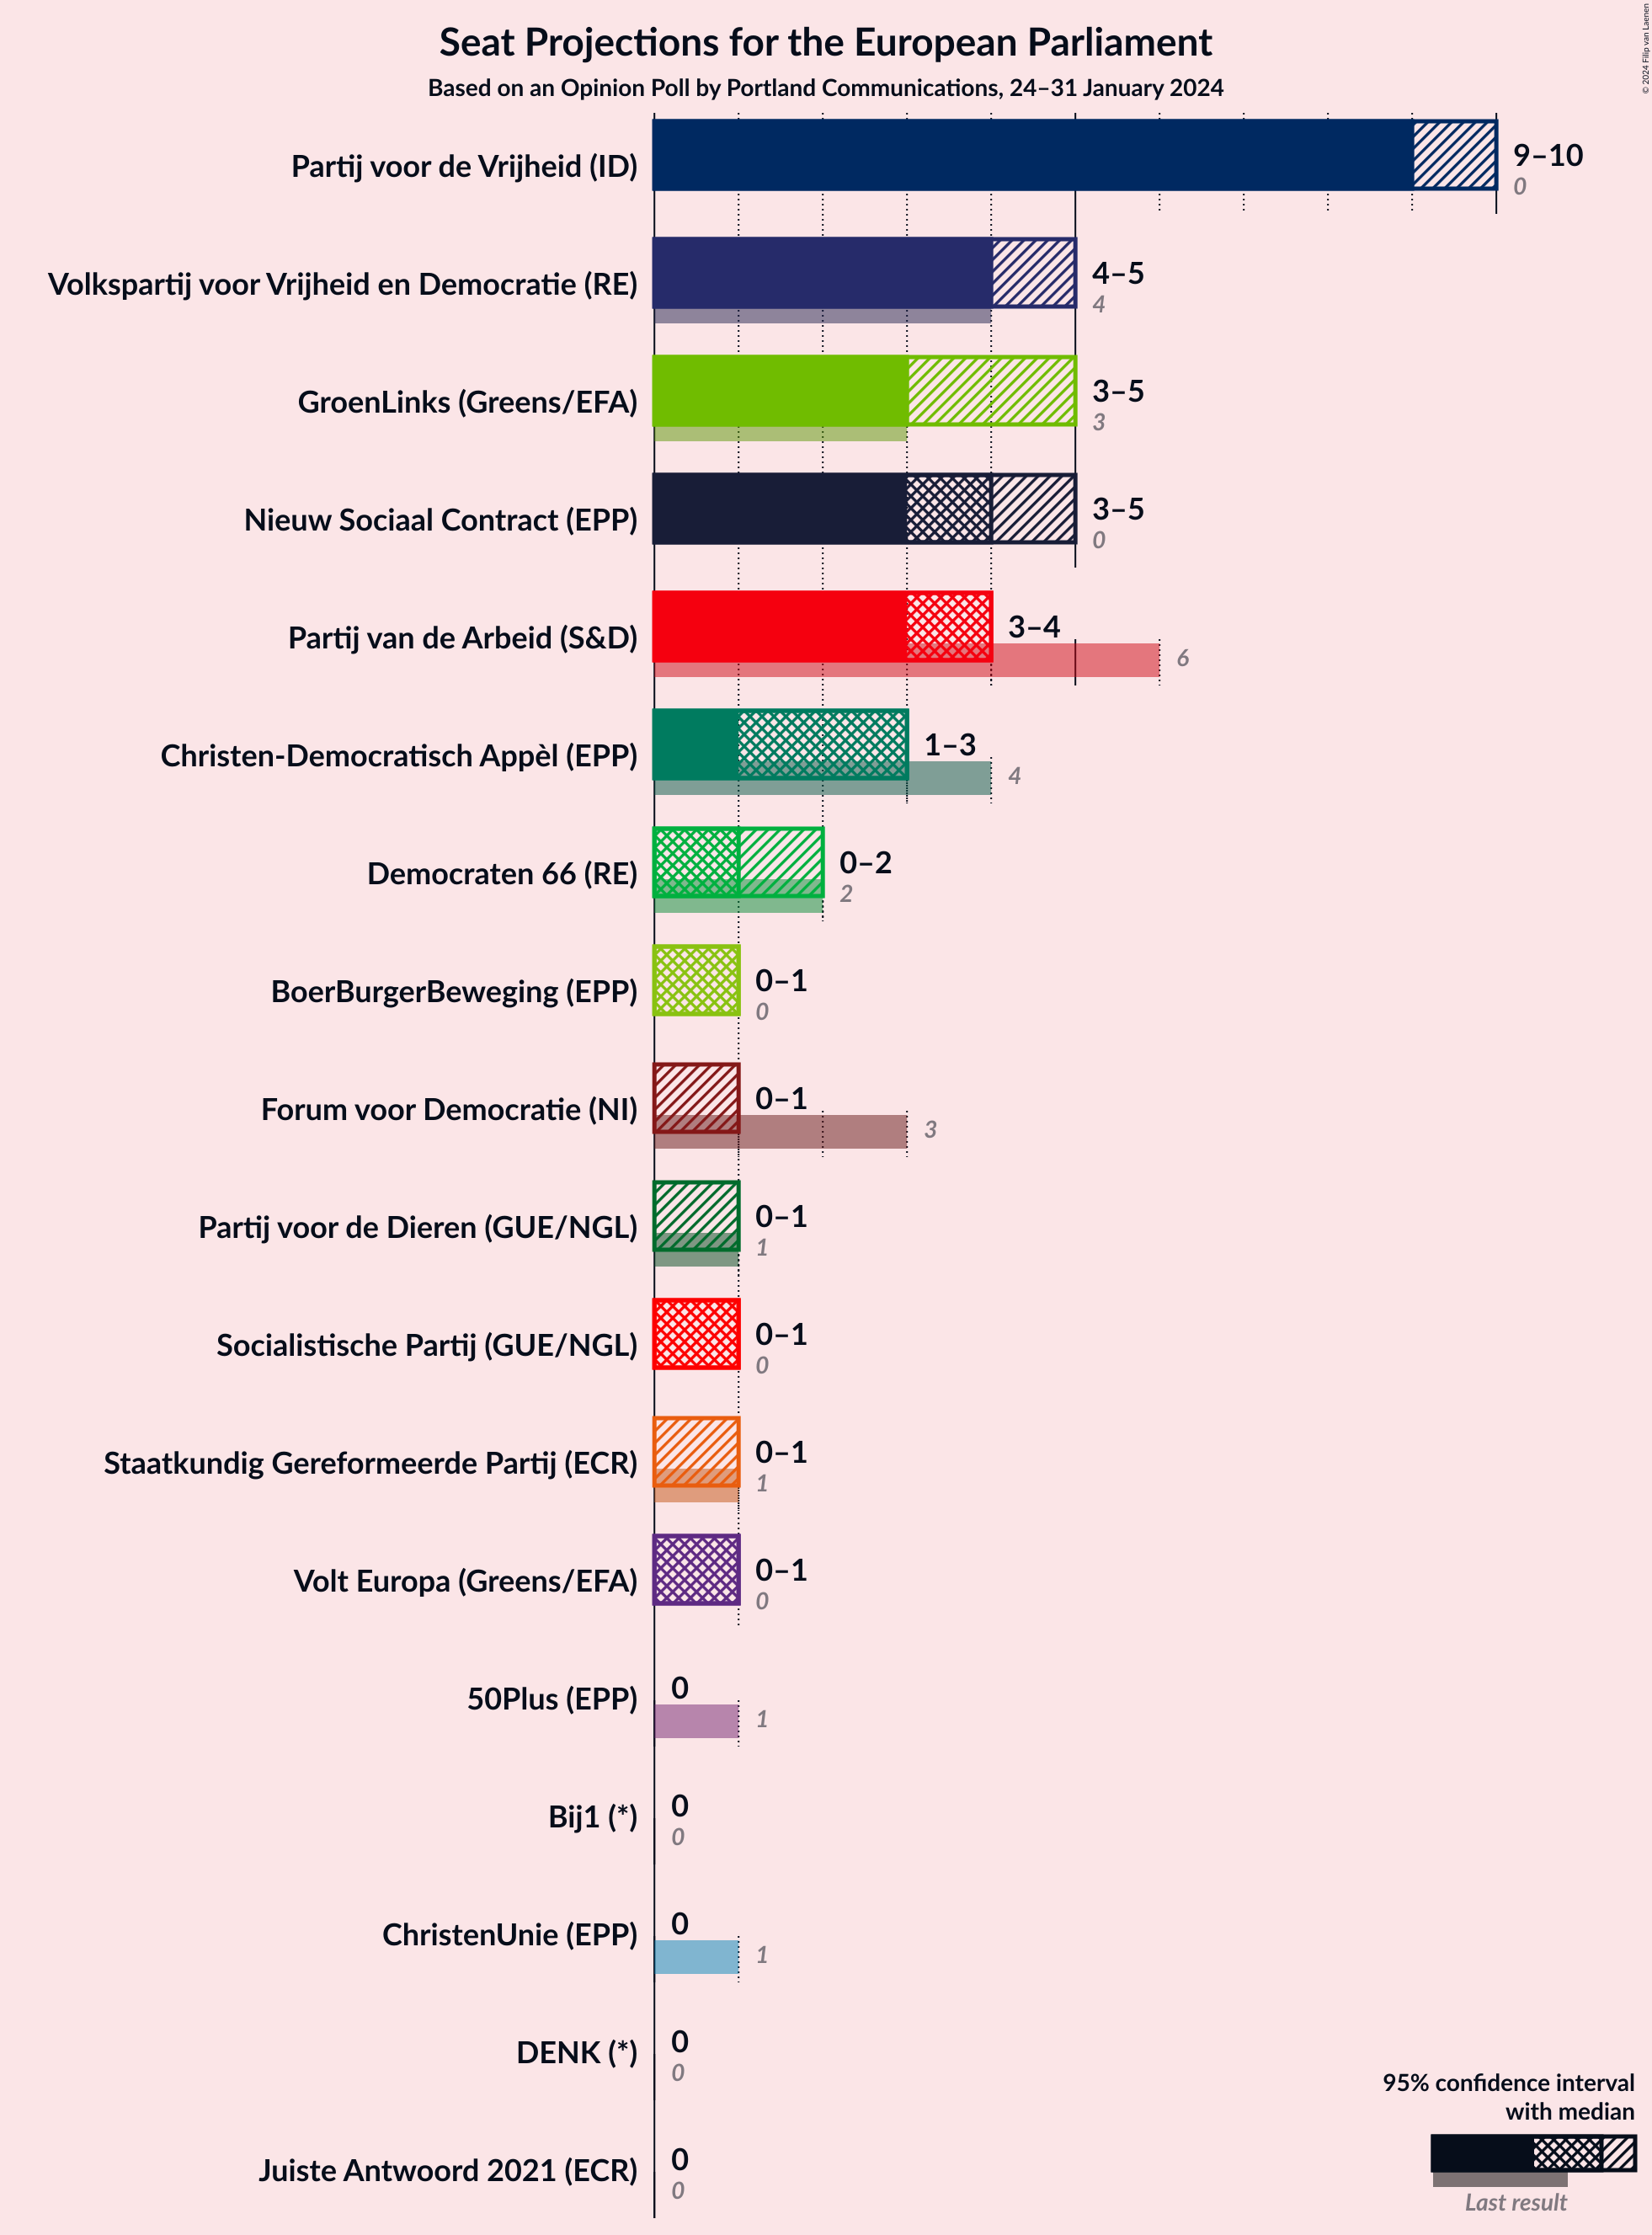 Seat Projections for the European Parliament
Based on an Opinion Poll by Portland Communications, 24–31 January 2024
© 2024 Filip van Laenen
Partij voor de Vrijheid (ID)
9–10
0
Volkspartij voor Vrijheid en Democratie (RE)
4–5
4
GroenLinks (Greens/EFA)
3–5
3
Nieuw Sociaal Contract (EPP)
3–5
0
Partij van de Arbeid (S&D)
3–4
6
Christen-Democratisch Appèl (EPP)
1–3
4
Democraten 66 (RE)
0–2
2
BoerBurgerBeweging (EPP)
0–1
0
Forum voor Democratie (NI)
0–1
3
Partij voor de Dieren (GUE/NGL)
0–1
1
Socialistische Partij (GUE/NGL)
0–1
0
Staatkundig Gereformeerde Partij (ECR)
0–1
1
Volt Europa (Greens/EFA)
0–1
0
50Plus (EPP)
0
1
Bij1 (*)
0
0
ChristenUnie (EPP)
0
1
DENK (*)
0
0
Juiste Antwoord 2021 (ECR)
0
0
95% confidence interval
with median
Last result